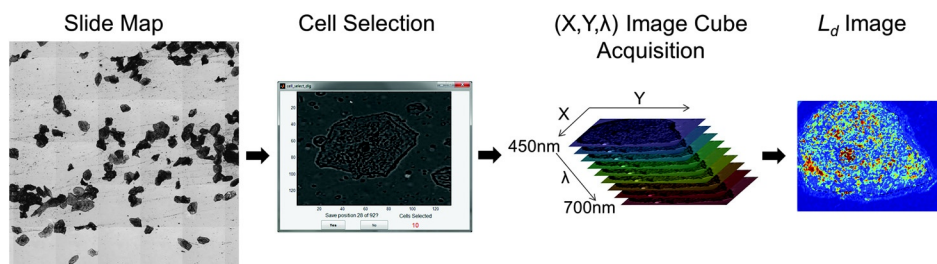 Slide Map
Cell Selection
(X,Y,λ) Image Cube
Acquisition
L_d Image
cell_select_dlg
20
40
60
80
100
120
20 40 60 80 100 120
Save position 28 of 92?
Cells Selected
Yes
No
10
X
Y
450nm
λ
700nm